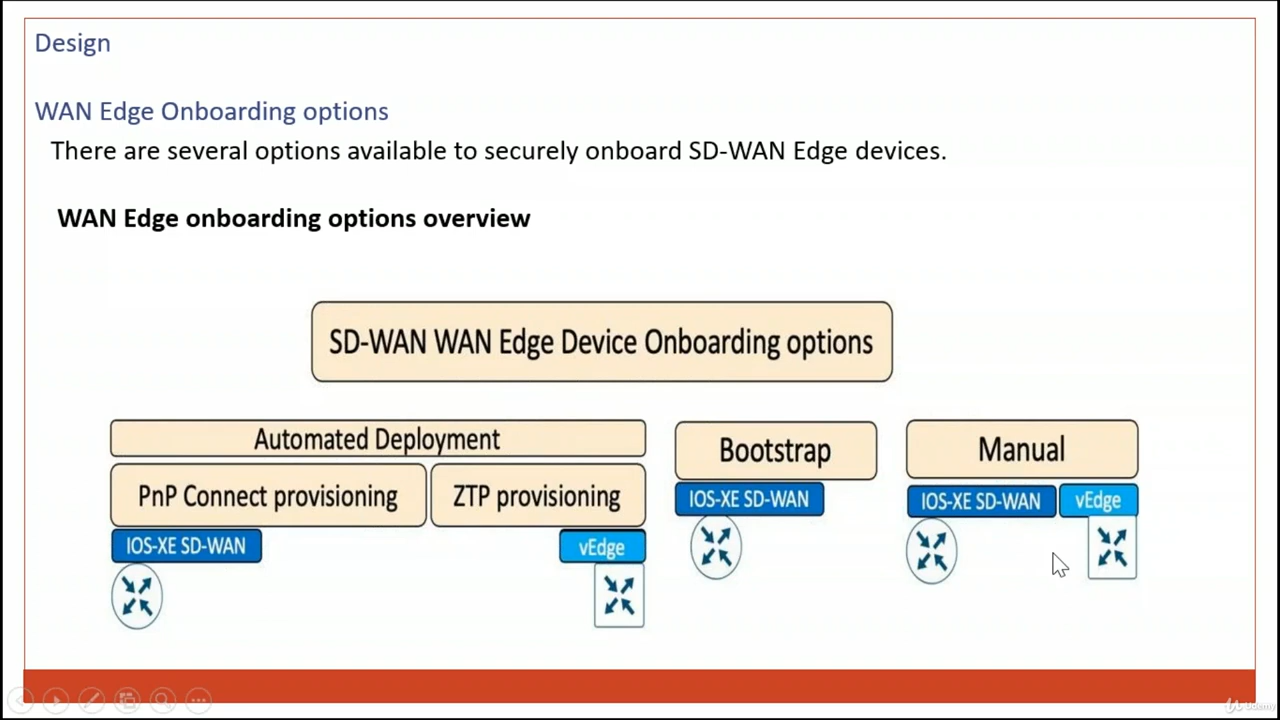 Design
WAN Edge Onboarding options
There are several options available to securely onboard SD-WAN Edge devices.
WAN Edge onboarding options overview
SD-WAN WAN Edge Device Onboarding options
Automated Deployment
PnP Connect provisioning
ZTP provisioning
IOS-XE SD-WAN
vEdge
Bootstrap
IOS-XE SD-WAN
Manual
IOS-XE SD-WAN
vEdge
Udemy